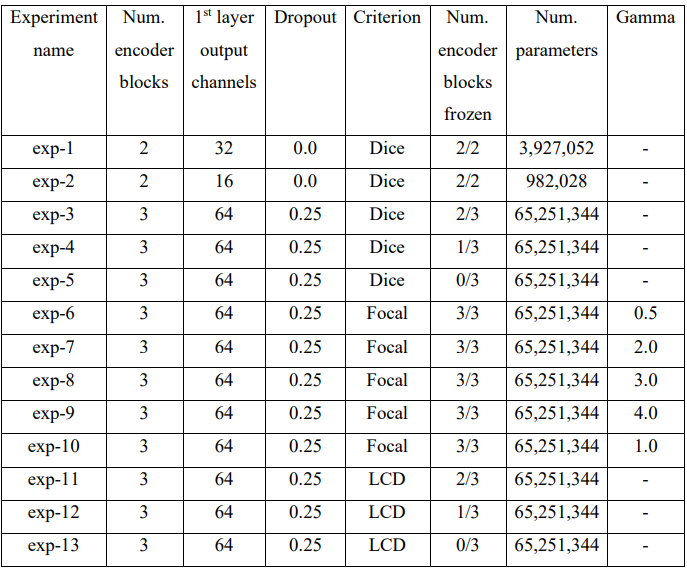 Experiment name | Num. encoder blocks | 1st layer output channels | Dropout | Criterion | Num. encoder blocks frozen | Num. parameters | Gamma
exp-1 | 2 | 32 | 0.0 | Dice | 2/2 | 3,927,052 | -
exp-2 | 2 | 16 | 0.0 | Dice | 2/2 | 982,028 | -
exp-3 | 3 | 64 | 0.25 | Dice | 2/3 | 65,251,344 | -
exp-4 | 3 | 64 | 0.25 | Dice | 1/3 | 65,251,344 | -
exp-5 | 3 | 64 | 0.25 | Dice | 0/3 | 65,251,344 | -
exp-6 | 3 | 64 | 0.25 | Focal | 3/3 | 65,251,344 | 0.5
exp-7 | 3 | 64 | 0.25 | Focal | 3/3 | 65,251,344 | 2.0
exp-8 | 3 | 64 | 0.25 | Focal | 3/3 | 65,251,344 | 3.0
exp-9 | 3 | 64 | 0.25 | Focal | 3/3 | 65,251,344 | 4.0
exp-10 | 3 | 64 | 0.25 | Focal | 3/3 | 65,251,344 | 1.0
exp-11 | 3 | 64 | 0.25 | LCD | 2/3 | 65,251,344 | -
exp-12 | 3 | 64 | 0.25 | LCD | 1/3 | 65,251,344 | -
exp-13 | 3 | 64 | 0.25 | LCD | 0/3 | 65,251,344 | -